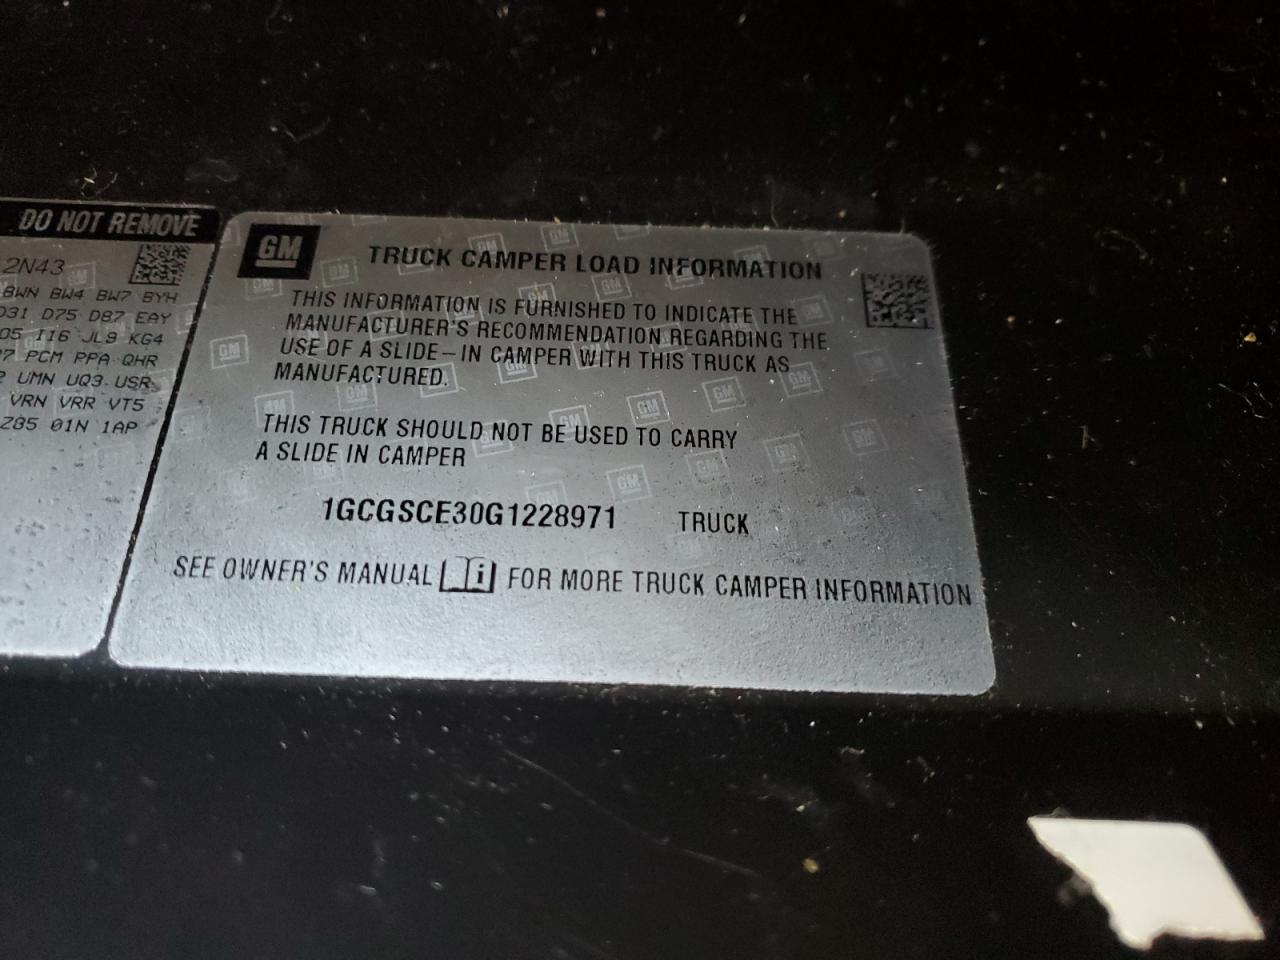 DO NOT REMOVE
2N43
BWN BW4 BW7 BYH
D31 D75 D87 EAY
05 I16 JL9 KG4
7 PCM PPA QHR
UMN UQ3 USR
VRN VRR VT5
Z85 01N 1AP
GM
TRUCK CAMPER LOAD INFORMATION
THIS INFORMATION IS FURNISHED TO INDICATE THE
MANUFACTURER'S RECOMMENDATION REGARDING THE
USE OF A SLIDE–IN CAMPER WITH THIS TRUCK AS
MANUFACTURED.
THIS TRUCK SHOULD NOT BE USED TO CARRY
A SLIDE IN CAMPER
1GCGSCE30G1228971 TRUCK
SEE OWNER'S MANUAL i FOR MORE TRUCK CAMPER INFORMATION